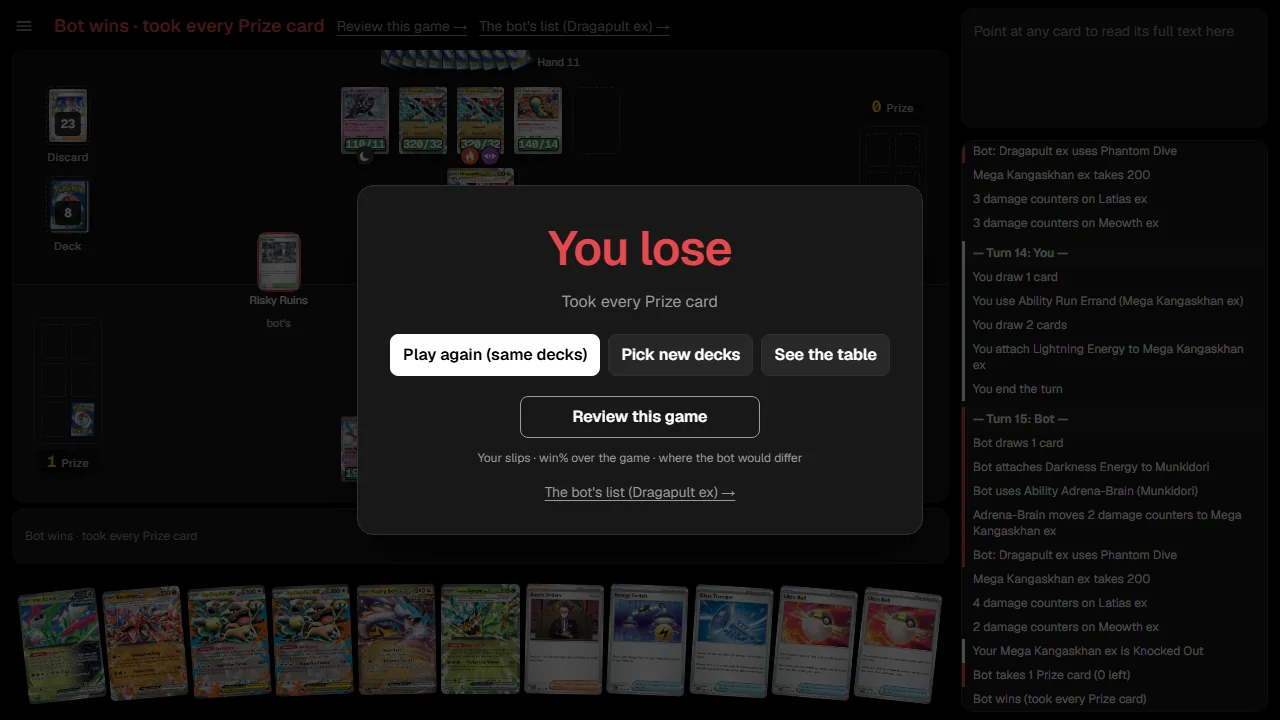 Bot wins · took every Prize card
Review this game →
The bot's list (Dragapult ex) →
Point at any card to read its full text here
Hand 11
0 Prize
23
Discard
8
Deck
320/32
320/32
140/14
Risky Ruins
bot's
1 Prize
You lose
Took every Prize card
Play again (same decks)
Pick new decks
See the table
Review this game
Your slips · win% over the game · where the bot would differ
The bot's list (Dragapult ex) →
Bot wins · took every Prize card
Bot: Dragapult ex uses Phantom Dive
Mega Kangaskhan ex takes 200
3 damage counters on Latias ex
3 damage counters on Meowth ex
— Turn 14: You —
You draw 1 card
You use Ability Run Errand (Mega Kangaskhan ex)
You draw 2 cards
You attach Lightning Energy to Mega Kangaskhan
ex
You end the turn
— Turn 15: Bot —
Bot draws 1 card
Bot attaches Darkness Energy to Munkidori
Bot uses Ability Adrena-Brain (Munkidori)
Adrena-Brain moves 2 damage counters to Mega
Kangaskhan ex
Bot: Dragapult ex uses Phantom Dive
Mega Kangaskhan ex takes 200
4 damage counters on Latias ex
2 damage counters on Meowth ex
Your Mega Kangaskhan ex is Knocked Out
Bot takes 1 Prize card (0 left)
Bot wins (took every Prize card)